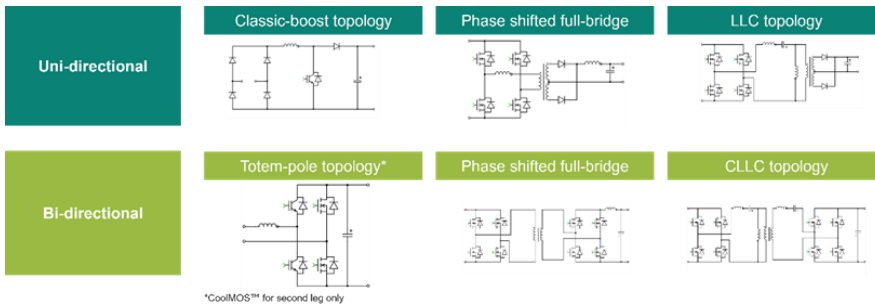 Classic-boost topology
Phase shifted full-bridge
LLC topology
Uni-directional
Totem-pole topology*
Phase shifted full-bridge
CLLC topology
Bi-directional
*CoolMOS™ for second leg only